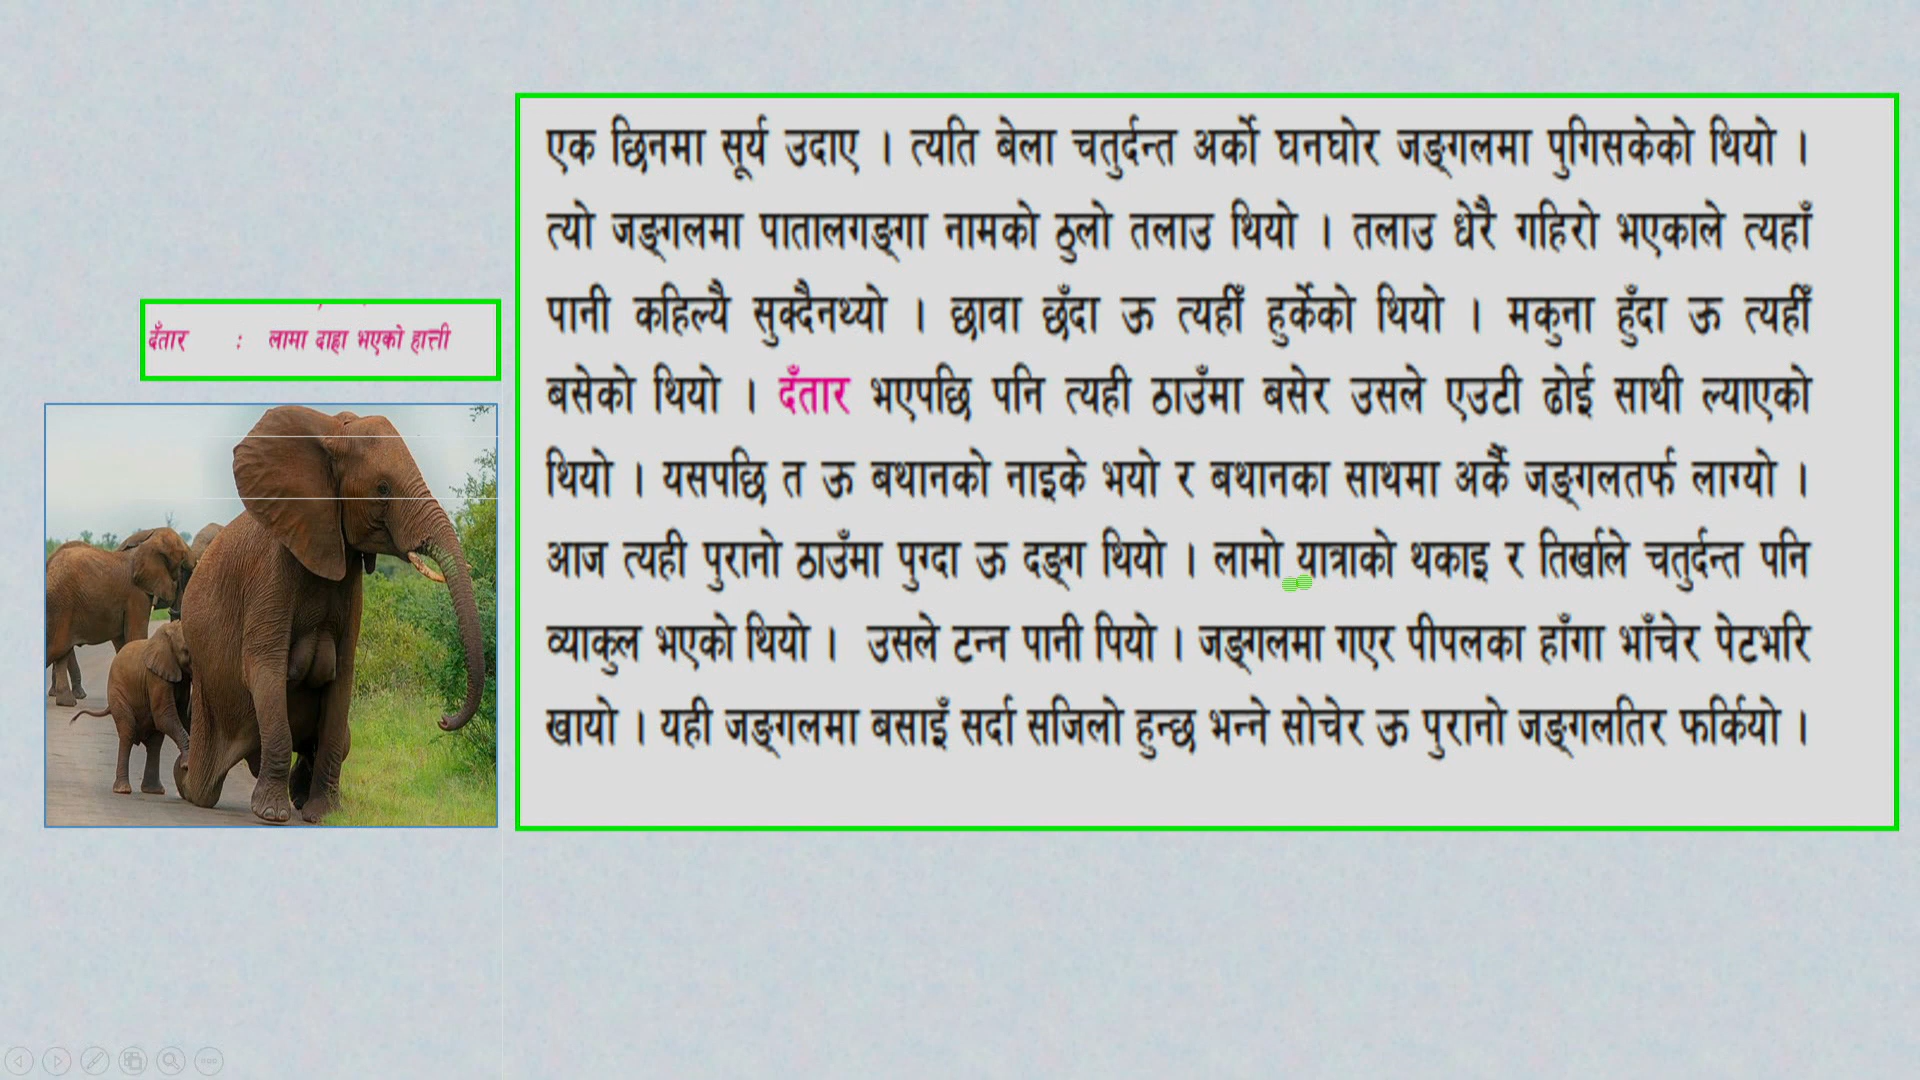 दँतार : लामा दाह्रा भएको हात्ती
एक छिनमा सूर्य उदाए । त्यति बेला चतुर्दन्त अर्को घनघोर जङ्गलमा पुगिसकेको थियो ।
त्यो जङ्गलमा पातालगङ्गा नामको ठुलो तलाउ थियो । तलाउ धेरै गहिरो भएकाले त्यहाँ
पानी कहिल्यै सुक्दैनथ्यो । छावा छँदा ऊ त्यहीँ हुर्केको थियो । मकुना हुँदा ऊ त्यहीँ
बसेको थियो । दँतार भएपछि पनि त्यही ठाउँमा बसेर उसले एउटी ढोई साथी ल्याएको
थियो । यसपछि त ऊ बथानको नाइके भयो र बथानका साथमा अर्कै जङ्गलतर्फ लाग्यो ।
आज त्यही पुरानो ठाउँमा पुग्दा ऊ दङ्ग थियो । लामो यात्राको थकाइ र तिर्खाले चतुर्दन्त पनि
व्याकुल भएको थियो । उसले टन्न पानी पियो । जङ्गलमा गएर पीपलका हाँगा भाँचेर पेटभरि
खायो । यही जङ्गलमा बसाइँ सर्दा सजिलो हुन्छ भन्ने सोचेर ऊ पुरानो जङ्गलतिर फर्कियो ।